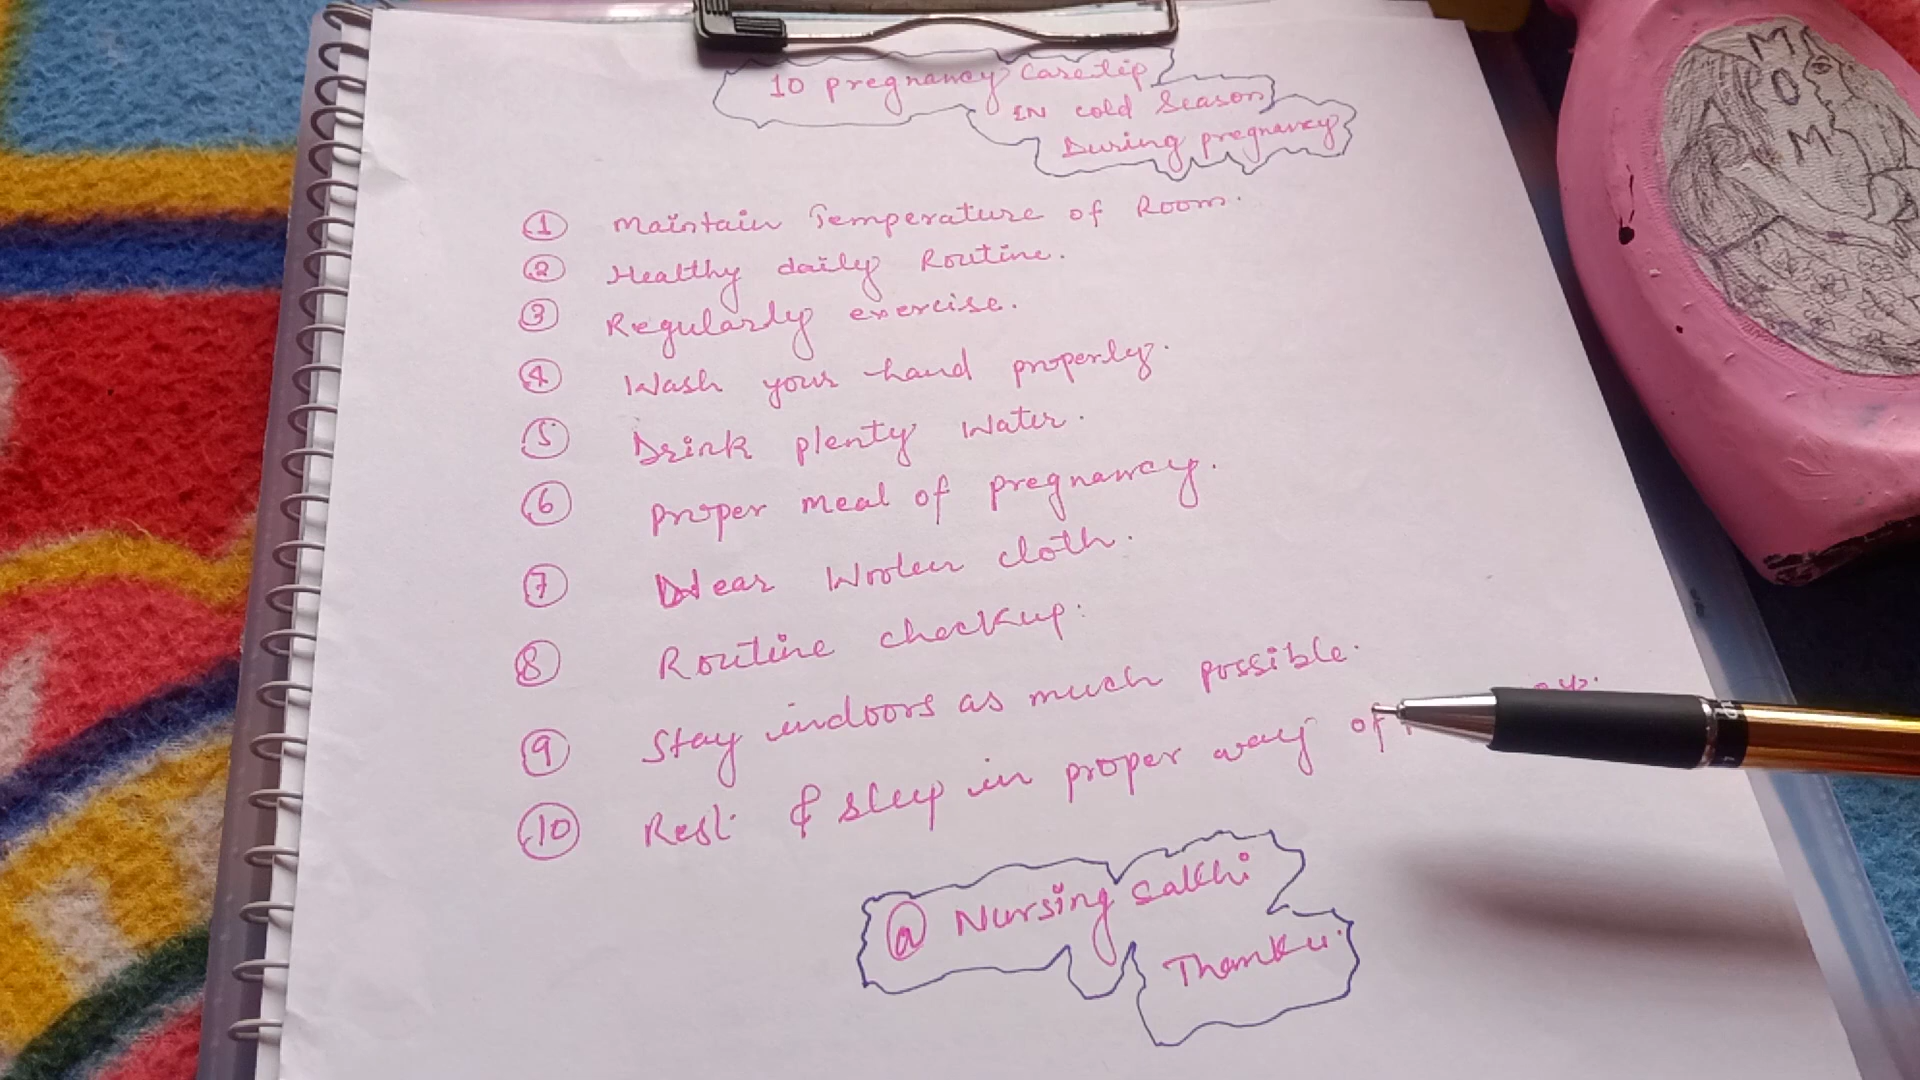 10 pregnancy care tip
IN cold Season
During pregnancy
1 Maintain Temperature of Room.
2 Healthy daily Routine.
3 Regularly exercise.
4 Wash your hand properly.
5 Drink plenty Water.
6 proper meal of pregnancy.
7 Wear Woolen cloth.
8 Routine checkup.
9 Stay indoors as much possible.
10 Rest & sleep in proper way of
@ Nursing Sakhi
Thank u.
MOM